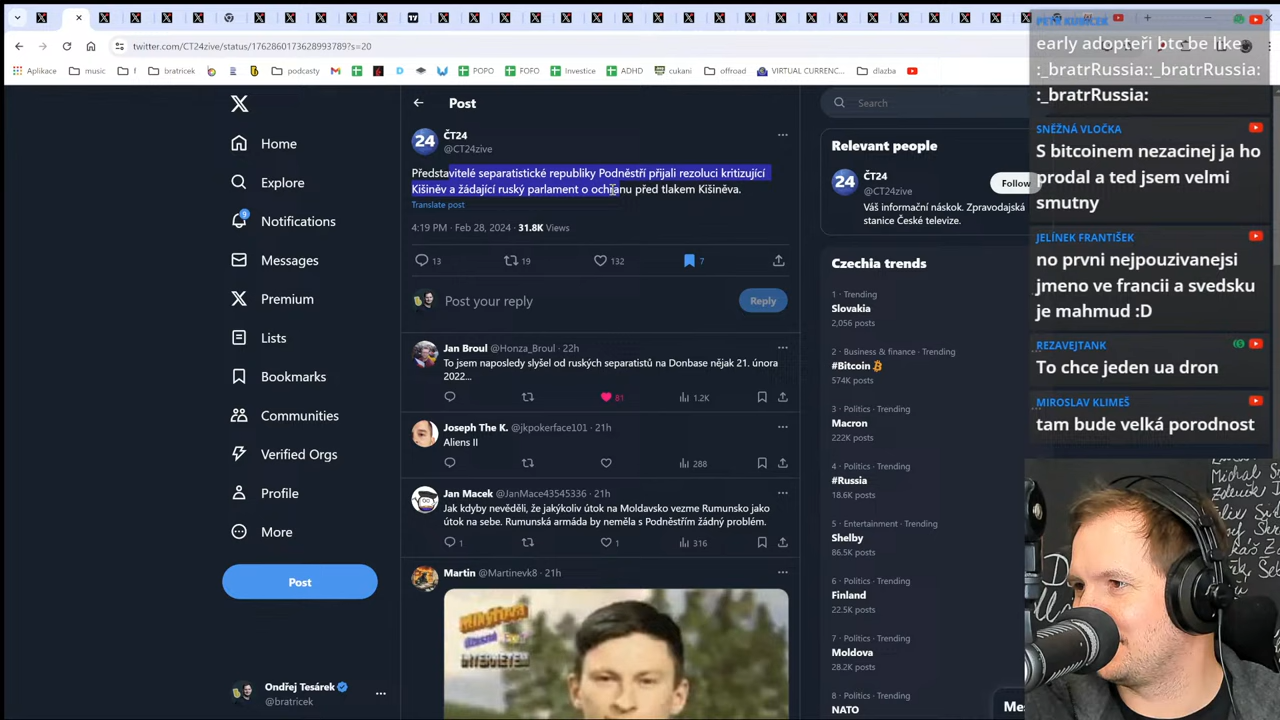 twitter.com/CT24zive/status/1762860173628993789?s=20
Aplikace
music
f
bratricek
podcasty
POPO
FOFO
Investice
ADHD
cukani
offroad
VIRTUAL CURRENC...
dlazba
Home
Explore
Notifications
Messages
Premium
Lists
Bookmarks
Communities
Verified Orgs
Profile
More
Post
Ondřej Tesárek
@bratricek
Post
24
ČT24
@CT24zive
Představitelé separatistické republiky Podněstří přijali rezoluci kritizující
Kišiněv a žádající ruský parlament o ochranu před tlakem Kišiněva.
Translate post
4:19 PM · Feb 28, 2024 · 31.8K Views
13
19
132
7
Post your reply
Reply
Jan Broul @Honza_Broul · 22h
To jsem naposledy slyšel od ruských separatistů na Donbase nějak 21. února
2022...
81
1.2K
Joseph The K. @jkpokerface101 · 21h
Aliens II
288
Jan Macek @JanMace43545336 · 21h
Jak kdyby nevěděli, že jakýkoliv útok na Moldavsko vezme Rumunsko jako
útok na sebe. Rumunská armáda by neměla s Podněstřím žádný problém.
1
1
316
Martin @Martinevk8 · 21h
INTERNETEM
Search
Relevant people
24
ČT24
@CT24zive
Follow
Váš informační náskok. Zpravodajská
stanice České televize.
Czechia trends
1 · Trending
Slovakia
2,056 posts
2 · Business & finance · Trending
#Bitcoin
574K posts
3 · Politics · Trending
Macron
222K posts
4 · Politics · Trending
#Russia
18.6K posts
5 · Entertainment · Trending
Shelby
86.5K posts
6 · Politics · Trending
Finland
22.5K posts
7 · Politics · Trending
Moldova
28.2K posts
8 · Politics · Trending
NATO
Mes
PETR KUBÍČEK
early adopteři btc be like
:_bratrRussia::_bratrRussia:
:_bratrRussia:
SNĚŽNÁ VLOČKA
S bitcoinem nezacinej ja ho
prodal a ted jsem velmi
smutny
JELÍNEK FRANTIŠEK
no prvni nejpouzivanejsi
jmeno ve francii a svedsku
je mahmud :D
REZAVEJTANK
To chce jeden ua dron
MIROSLAV KLIMEŠ
tam bude velká porodnost